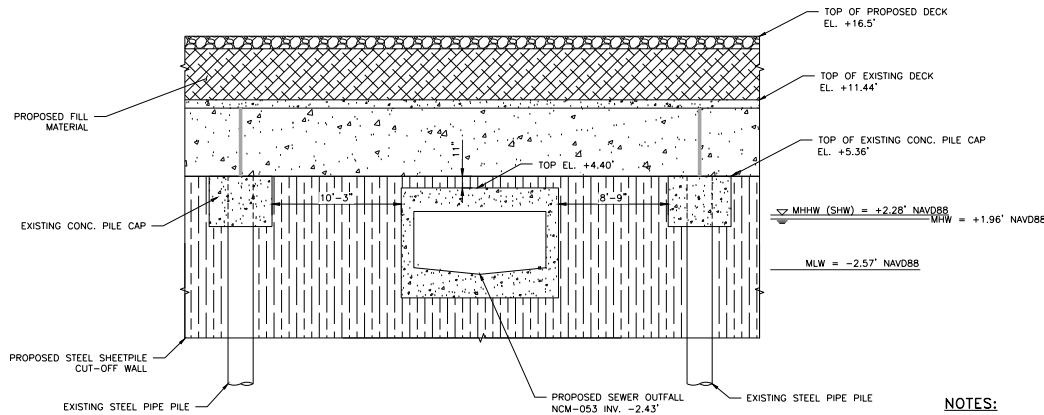 TOP OF PROPOSED DECK
EL. +16.5'
TOP OF EXISTING DECK
EL. +11.44'
PROPOSED FILL
MATERIAL
TOP OF EXISTING CONC. PILE CAP
EL. +5.36'
11"
TOP EL. +4.40'
10'-3"
8'-9"
EXISTING CONC. PILE CAP
MHHW (SHW) = +2.28' NAVD88
MHW = +1.96' NAVD88
MLW = -2.57' NAVD88
PROPOSED STEEL SHEETPILE
CUT-OFF WALL
EXISTING STEEL PIPE PILE
PROPOSED SEWER OUTFALL
NCM-053 INV. -2.43'
EXISTING STEEL PIPE PILE
NOTES: